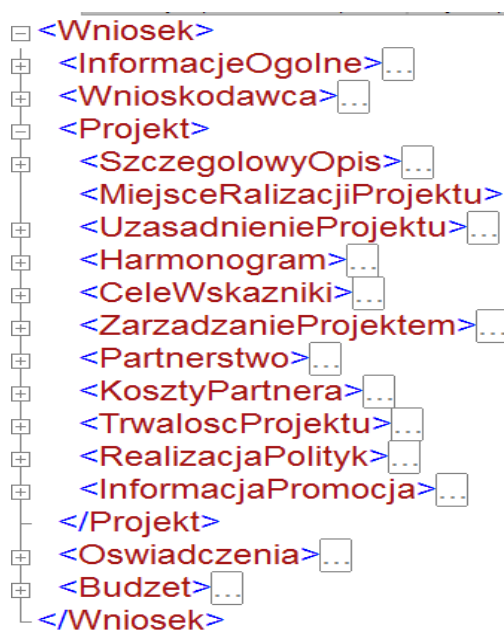 <Wniosek>
<InformacjeOgolne>...
<Wnioskodawca>...
<Projekt>
<SzczegolowyOpis>...
<MiejsceRalizacjiProjektu>
<UzasadnienieProjektu>...
<Harmonogram>...
<CeleWskazniki>...
<ZarzadzanieProjektem>...
<Partnerstwo>...
<KosztyPartnera>...
<TrwaloscProjektu>...
<RealizacjaPolityk>...
<InformacjaPromocja>...
</Projekt>
<Oswiadczenia>...
<Budzet>...
</Wniosek>